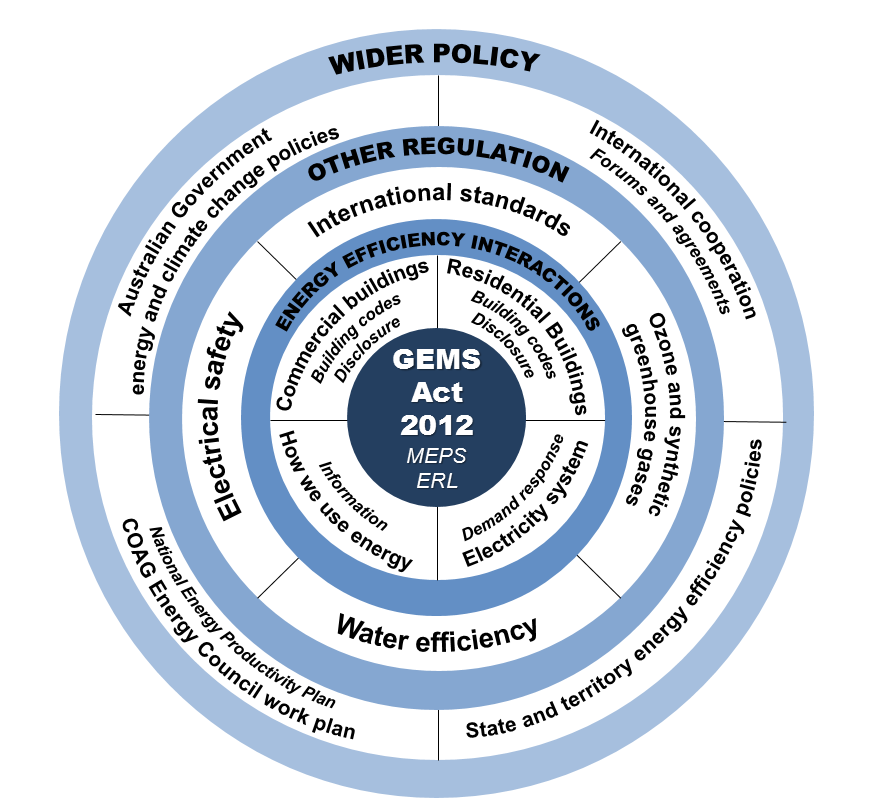 WIDER POLICY
Australian Government
energy and climate change policies
International cooperation
Forums and agreements
OTHER REGULATION
International standards
ENERGY EFFICIENCY INTERACTIONS
Commercial buildings
Building codes
Disclosure
Residential Buildings
Building codes
Disclosure
GEMS
Act
2012
MEPS
ERL
Electrical safety
Ozone and synthetic
greenhouse gases
How we use energy
Information
Demand response
Electricity system
Water efficiency
National Energy Productivity Plan
COAG Energy Council work plan
State and territory energy efficiency policies